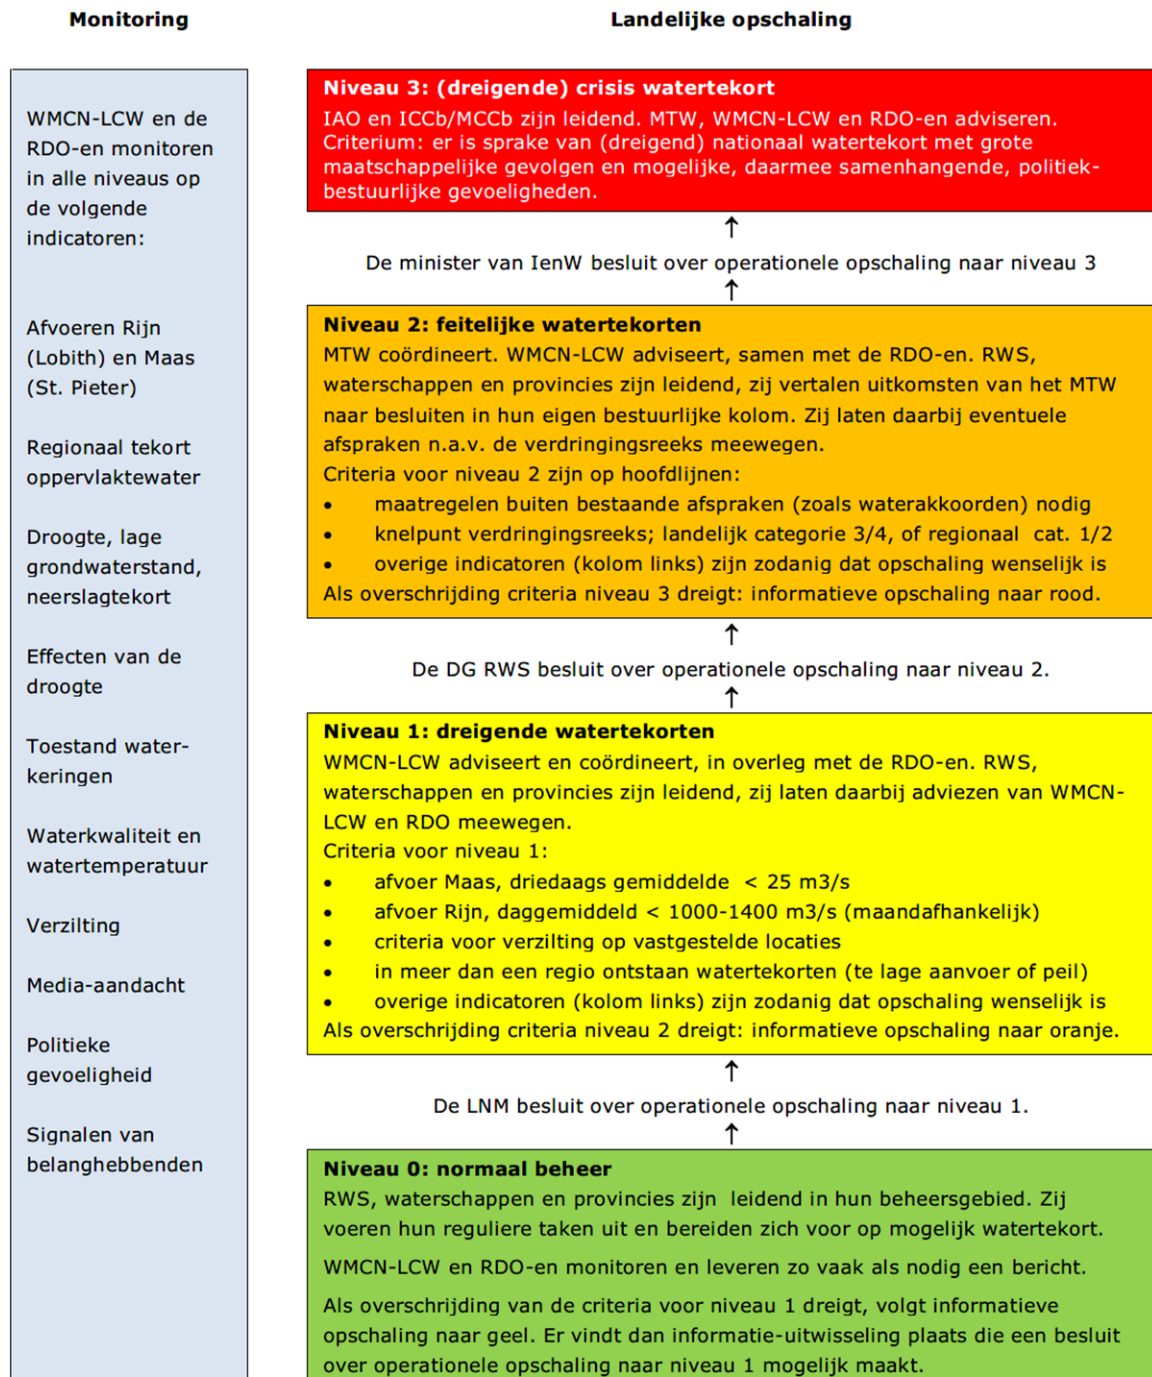 Monitoring
WMCN-LCW en de
RDO-en monitoren
in alle niveaus op
de volgende
indicatoren:
Afvoeren Rijn
(Lobith) en Maas
(St. Pieter)
Regionaal tekort
oppervlaktewater
Droogte, lage
grondwaterstand,
neerslagtekort
Effecten van de
droogte
Toestand water-
keringen
Waterkwaliteit en
watertemperatuur
Verzilting
Media-aandacht
Politieke
gevoeligheid
Signalen van
belanghebbenden
Landelijke opschaling
Niveau 3: (dreigende) crisis watertekort
IAO en ICCb/MCCb zijn leidend. MTW, WMCN-LCW en RDO-en adviseren.
Criterium: er is sprake van (dreigend) nationaal watertekort met grote
maatschappelijke gevolgen en mogelijke, daarmee samenhangende, politiek-
bestuurlijke gevoeligheden.
↑
De minister van IenW besluit over operationele opschaling naar niveau 3
↑
Niveau 2: feitelijke watertekorten
MTW coördineert. WMCN-LCW adviseert, samen met de RDO-en. RWS,
waterschappen en provincies zijn leidend, zij vertalen uitkomsten van het MTW
naar besluiten in hun eigen bestuurlijke kolom. Zij laten daarbij eventuele
afspraken n.a.v. de verdringingsreeks meewegen.
Criteria voor niveau 2 zijn op hoofdlijnen:
• maatregelen buiten bestaande afspraken (zoals waterakkoorden) nodig
• knelpunt verdringingsreeks; landelijk categorie 3/4, of regionaal cat. 1/2
• overige indicatoren (kolom links) zijn zodanig dat opschaling wenselijk is
Als overschrijding criteria niveau 3 dreigt: informatieve opschaling naar rood.
↑
De DG RWS besluit over operationele opschaling naar niveau 2.
↑
Niveau 1: dreigende watertekorten
WMCN-LCW adviseert en coördineert, in overleg met de RDO-en. RWS,
waterschappen en provincies zijn leidend, zij laten daarbij adviezen van WMCN-
LCW en RDO meewegen.
Criteria voor niveau 1:
• afvoer Maas, driedaags gemiddelde < 25 m3/s
• afvoer Rijn, daggemiddeld < 1000-1400 m3/s (maandafhankelijk)
• criteria voor verzilting op vastgestelde locaties
• in meer dan een regio ontstaan watertekorten (te lage aanvoer of peil)
• overige indicatoren (kolom links) zijn zodanig dat opschaling wenselijk is
Als overschrijding criteria niveau 2 dreigt: informatieve opschaling naar oranje.
↑
De LNM besluit over operationele opschaling naar niveau 1.
↑
Niveau 0: normaal beheer
RWS, waterschappen en provincies zijn leidend in hun beheersgebied. Zij
voeren hun reguliere taken uit en bereiden zich voor op mogelijk watertekort.
WMCN-LCW en RDO-en monitoren en leveren zo vaak als nodig een bericht.
Als overschrijding van de criteria voor niveau 1 dreigt, volgt informatieve
opschaling naar geel. Er vindt dan informatie-uitwisseling plaats die een besluit
over operationele opschaling naar niveau 1 mogelijk maakt.